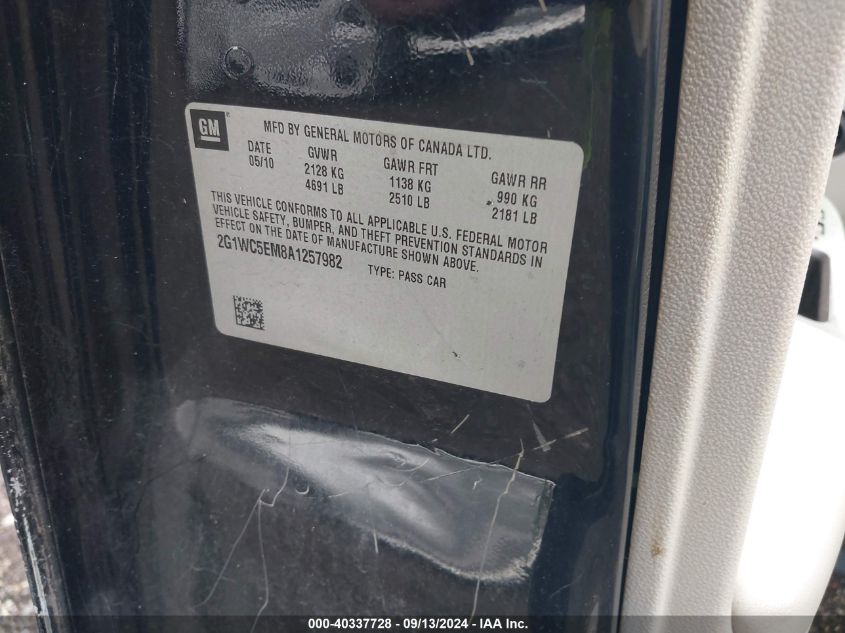 GM
MFD BY GENERAL MOTORS OF CANADA LTD.
DATE GVWR GAWR FRT GAWR RR
05/10 2128 KG 1138 KG 990 KG
4691 LB 2510 LB 2181 LB
THIS VEHICLE CONFORMS TO ALL APPLICABLE U.S. FEDERAL MOTOR
VEHICLE SAFETY, BUMPER, AND THEFT PREVENTION STANDARDS IN
EFFECT ON THE DATE OF MANUFACTURE SHOWN ABOVE.
2G1WC5EM8A1257982 TYPE: PASS CAR
000-40337728 - 09/13/2024 - IAA Inc.